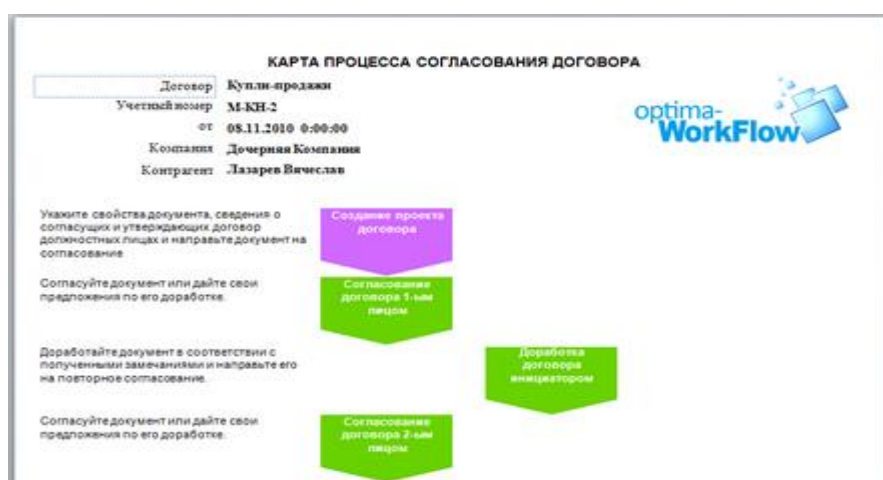 КАРТА ПРОЦЕССА СОГЛАСОВАНИЯ ДОГОВОРА
Договор Купли-продажи
Учетный номер М-КН-2
от 08.11.2010 0:00:00
Компания Дочерняя Компания
Контрагент Лазарев Вячеслав
optima-
WorkFlow
Укажите свойства документа, сведения о
согласущих и утверждающих договор
должностных лицах и направьте документ на
согласование
Создание проекта
договора
Согласуйте документ или дайте свои
предложения по его доработке.
Согласование
договора 1-ым
лицом
Доработайте документ в соответствии с
полученными замечаниями и направьте его
на повторное согласование.
Доработка
договора
инициатором
Согласуйте документ или дайте свои
предложения по его доработке.
Согласование
договора 2-ым
лицом